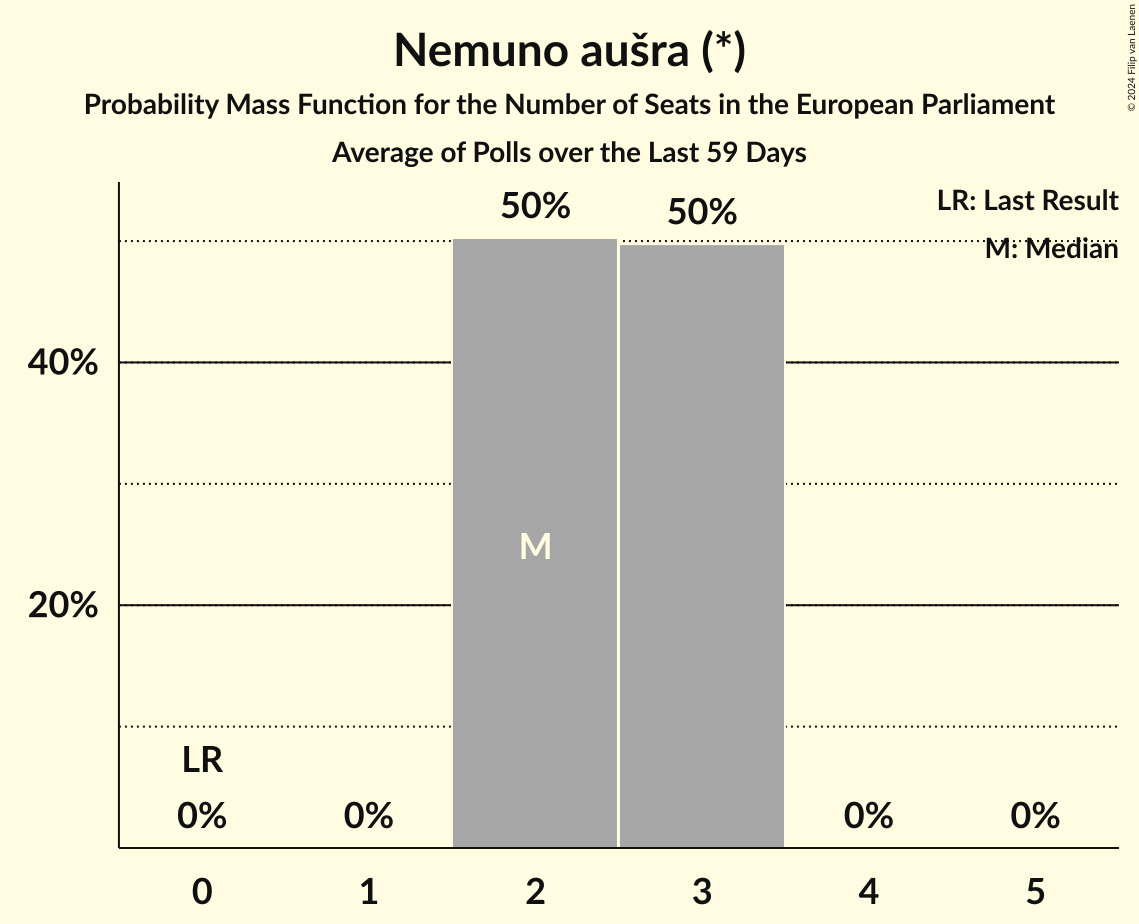 Nemuno aušra (*)
Probability Mass Function for the Number of Seats in the European Parliament
Average of Polls over the Last 59 Days
© 2024 Filip van Laenen
LR: Last Result
M: Median
50%
50%
40%
20%
M
LR
0%
0%
0%
0%
0
1
2
3
4
5